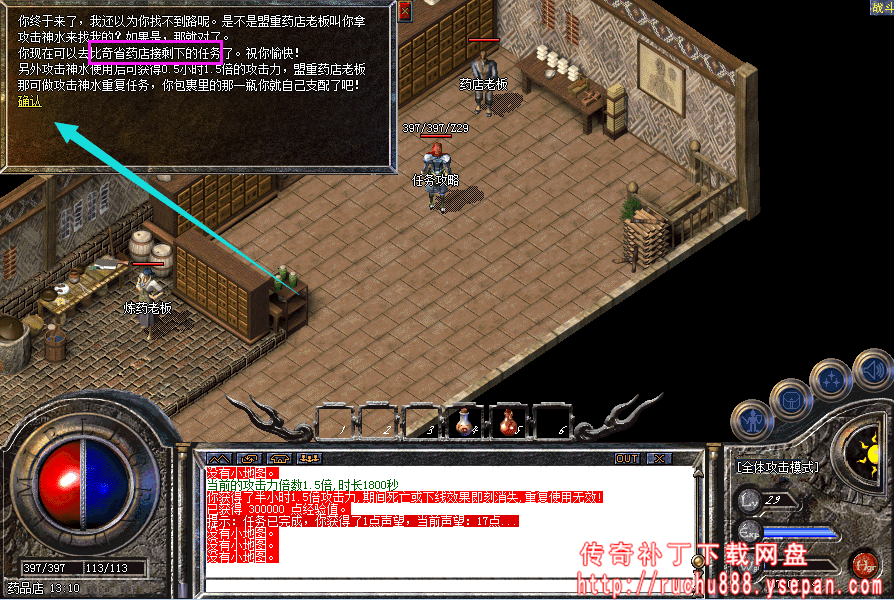 你终于来了，我还以为你找不到路呢。是不是盟重药店老板叫你拿
攻击神水来找我的？如果是，那就对了。
你现在可以去比奇省药店接剩下的任务了。祝你愉快！
另外攻击神水使用后可获得0.5小时1.5倍的攻击力，盟重药店老板
那可做攻击神水重复任务，你包裹里的那一瓶你就自己支配了吧！
确认
战斗
药店老板
397/397/Z29
任务攻略
炼药老板
1 2 3 4 5 6
OUT
没有小地图。
当前的攻击力倍数1.5倍,时长1800秒
你获得了半小时1.5倍攻击力,期间死亡或下线效果即刻消失,重复使用无效!
已获得 300000 点经验值。
提示：任务已完成，你获得了1点声望，当前声望：17点...
没有小地图。
没有小地图。
没有小地图。
[全体攻击模式]
Lv 29
Exp
397/397 113/113
药品店 13:10
传奇补丁下载网盘
http://ruchu888.ysepan.com